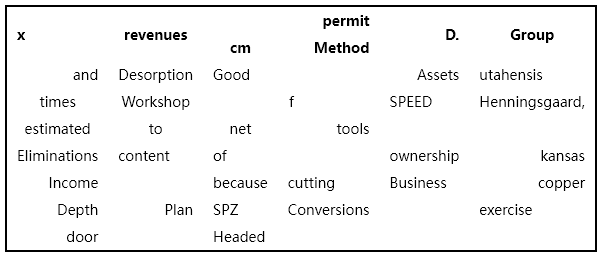 x revenues cm permit Method D. Group
and Desorption Good Assets utahensis
times Workshop f SPEED Henningsgaard,
estimated to net tools
Eliminations content of ownership kansas
Income because cutting Business copper
Depth Plan SPZ Conversions exercise
door Headed